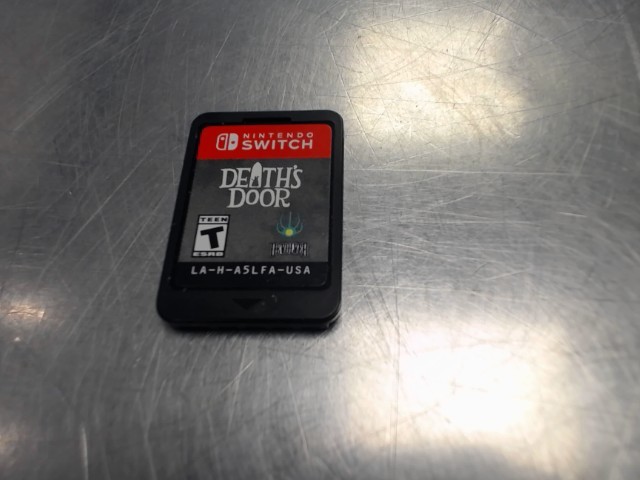 NINTENDO
SWITCH
DEATH'S
DOOR
TEEN
T
ESRB
LA-H-A5LFA-USA